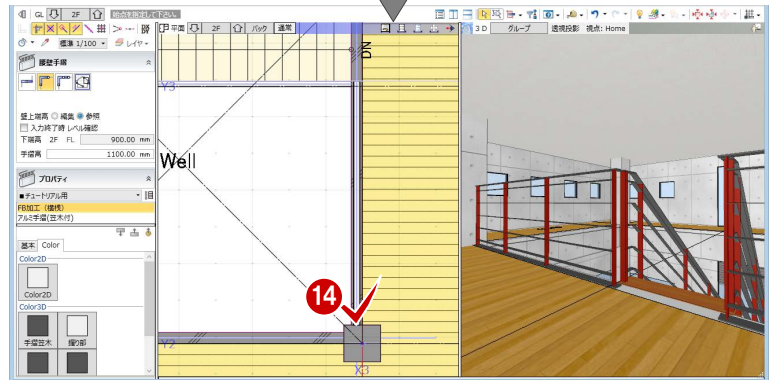 GL 2F 始点を指定して下さい。
標準 1/100 レイヤ
腰壁手摺
壁上端高 編集 参照
入力終了時 レベル確認
下端高 2F FL 900.00 mm
手摺高 1100.00 mm
プロパティ
■チュートリアル用
FB加工（横桟）
アルミ手摺(笠木付)
基本 Color
Color2D
Color2D
Color3D
手摺笠木 握り部
平面 2F バック 通常
DN
Y3
Well
14
Y2
X3
3D グループ 透視投影 視点: Home